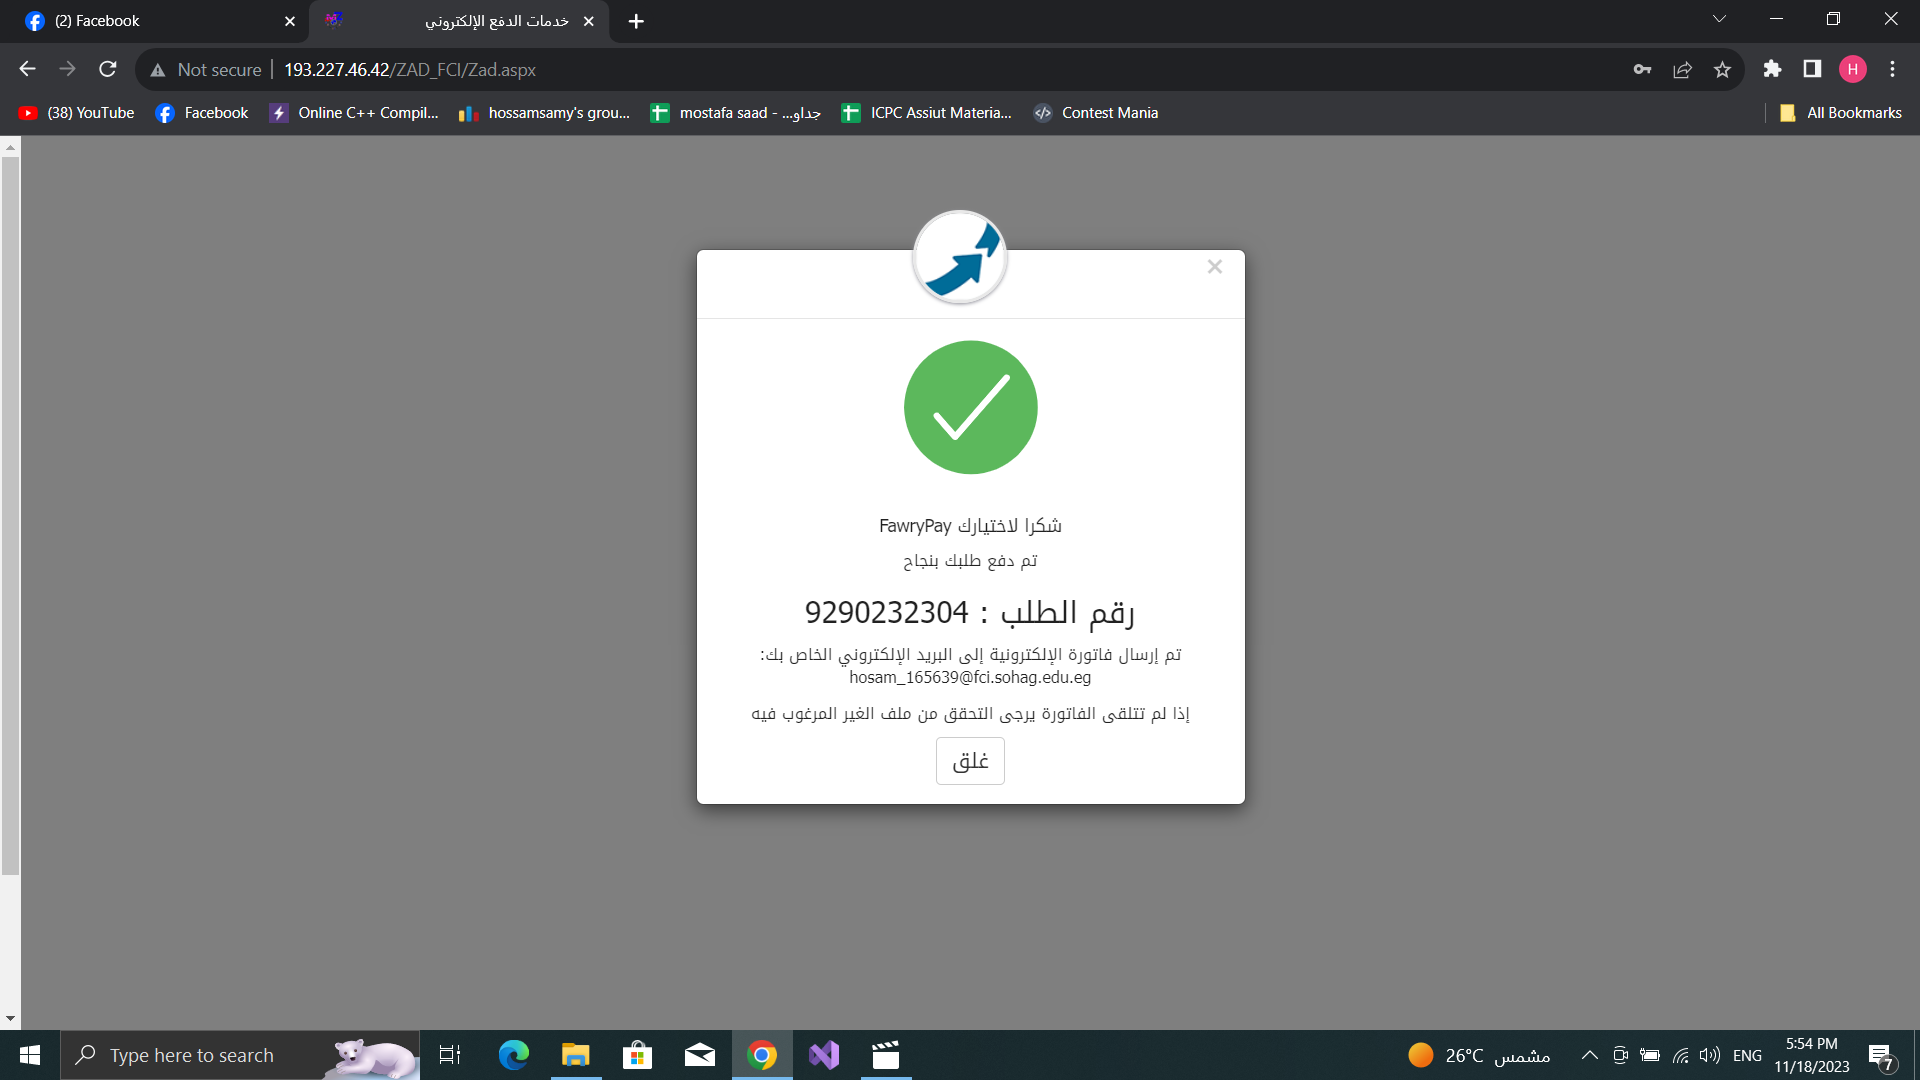 (2) Facebook
خدمات الدفع الإلكتروني
Not secure
193.227.46.42/ZAD_FCI/Zad.aspx
H
(38) YouTube
Facebook
Online C++ Compil...
hossamsamy's grou...
mostafa saad - جداو...
ICPC Assiut Materia...
Contest Mania
All Bookmarks
شكرا لاختيارك FawryPay
تم دفع طلبك بنجاح
رقم الطلب : 9290232304
تم إرسال فاتورة الإلكترونية إلى البريد الإلكتروني الخاص بك:
hosam_165639@fci.sohag.edu.eg
إذا لم تتلقى الفاتورة يرجى التحقق من ملف الغير المرغوب فيه
غلق
Type here to search
26°C مشمس
ENG
5:54 PM
11/18/2023
7